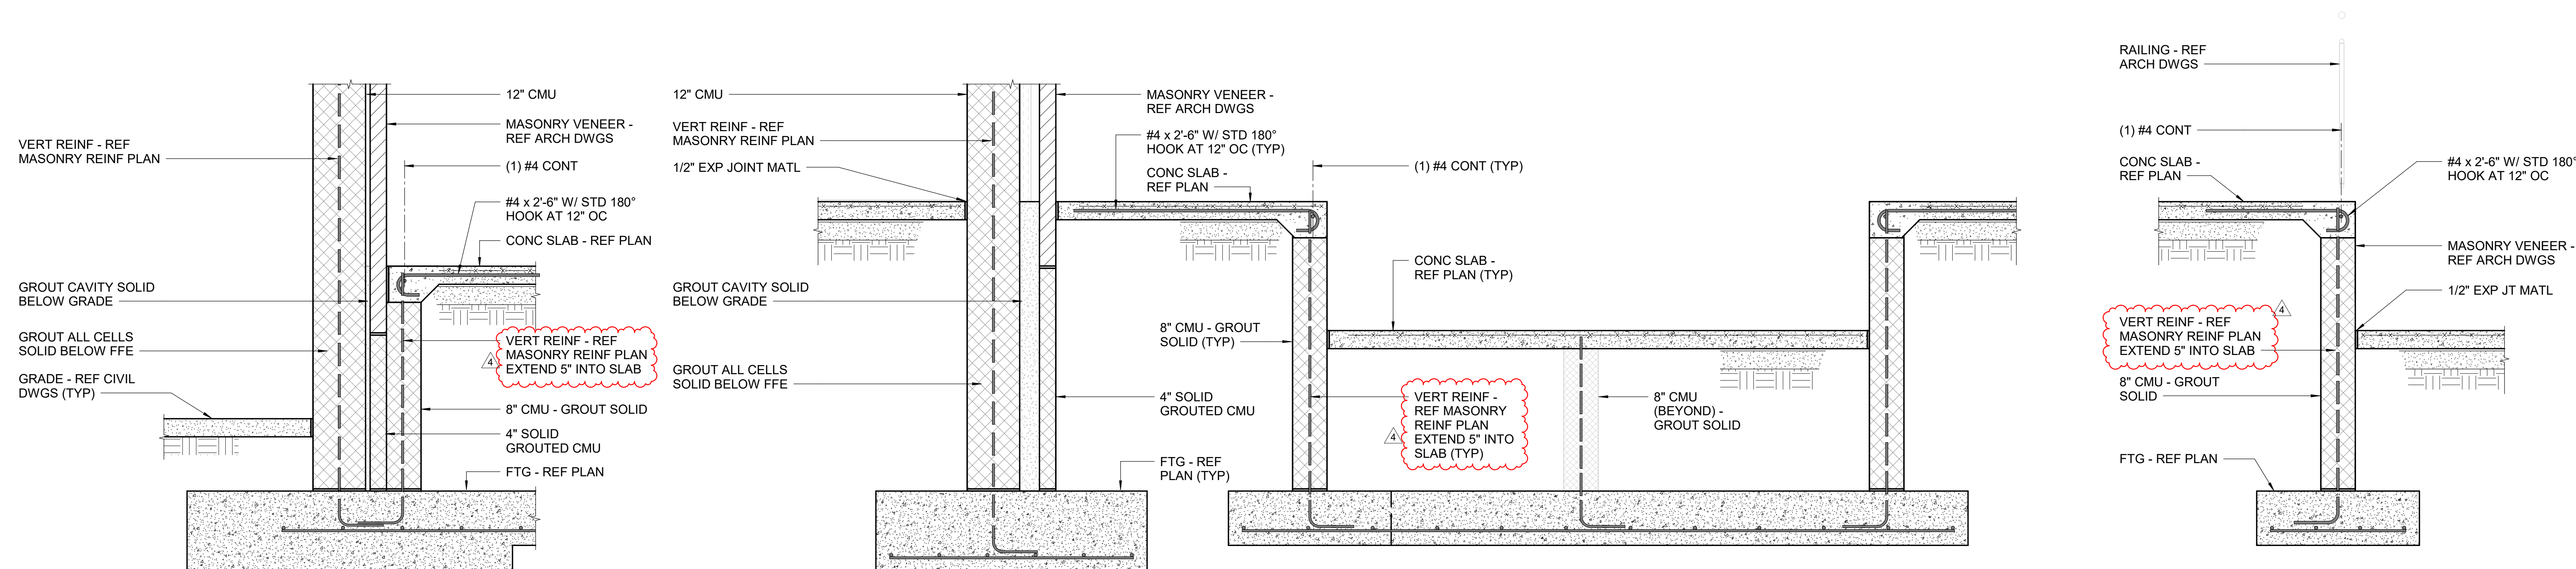 VERT REINF - REF
MASONRY REINF PLAN
GROUT CAVITY SOLID
BELOW GRADE
GROUT ALL CELLS
SOLID BELOW FFE
GRADE - REF CIVIL
DWGS (TYP)
12" CMU
MASONRY VENEER -
REF ARCH DWGS
(1) #4 CONT
#4 x 2'-6" W/ STD 180°
HOOK AT 12" OC
CONC SLAB - REF PLAN
VERT REINF - REF
MASONRY REINF PLAN
EXTEND 5" INTO SLAB
4
8" CMU - GROUT SOLID
4" SOLID
GROUTED CMU
FTG - REF PLAN
12" CMU
VERT REINF - REF
MASONRY REINF PLAN
1/2" EXP JOINT MATL
GROUT CAVITY SOLID
BELOW GRADE
GROUT ALL CELLS
SOLID BELOW FFE
MASONRY VENEER -
REF ARCH DWGS
#4 x 2'-6" W/ STD 180°
HOOK AT 12" OC (TYP)
CONC SLAB -
REF PLAN
8" CMU - GROUT
SOLID (TYP)
4" SOLID
GROUTED CMU
FTG - REF
PLAN (TYP)
(1) #4 CONT (TYP)
CONC SLAB -
REF PLAN (TYP)
VERT REINF -
REF MASONRY
REINF PLAN
EXTEND 5" INTO
SLAB (TYP)
4
8" CMU
(BEYOND) -
GROUT SOLID
RAILING - REF
ARCH DWGS
(1) #4 CONT
CONC SLAB -
REF PLAN
VERT REINF - REF
MASONRY REINF PLAN
EXTEND 5" INTO SLAB
4
8" CMU - GROUT
SOLID
FTG - REF PLAN
#4 x 2'-6" W/ STD 180°
HOOK AT 12" OC
MASONRY VENEER -
REF ARCH DWGS
1/2" EXP JT MATL